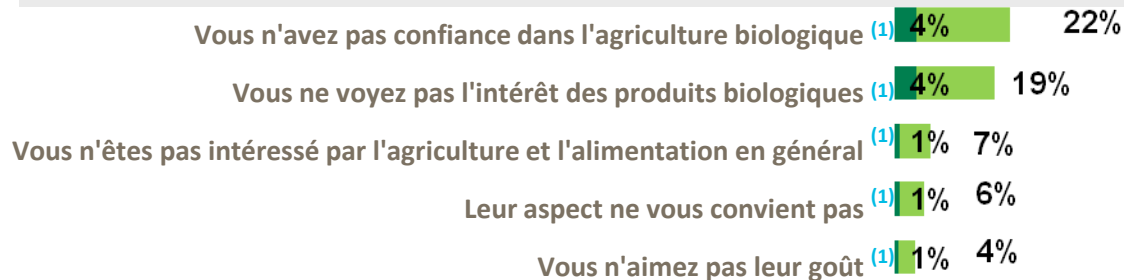 Vous n'avez pas confiance dans l'agriculture biologique (1) 4% 22%
Vous ne voyez pas l'intérêt des produits biologiques (1) 4% 19%
Vous n'êtes pas intéressé par l'agriculture et l'alimentation en général (1) 1% 7%
Leur aspect ne vous convient pas (1) 1% 6%
Vous n'aimez pas leur goût (1) 1% 4%